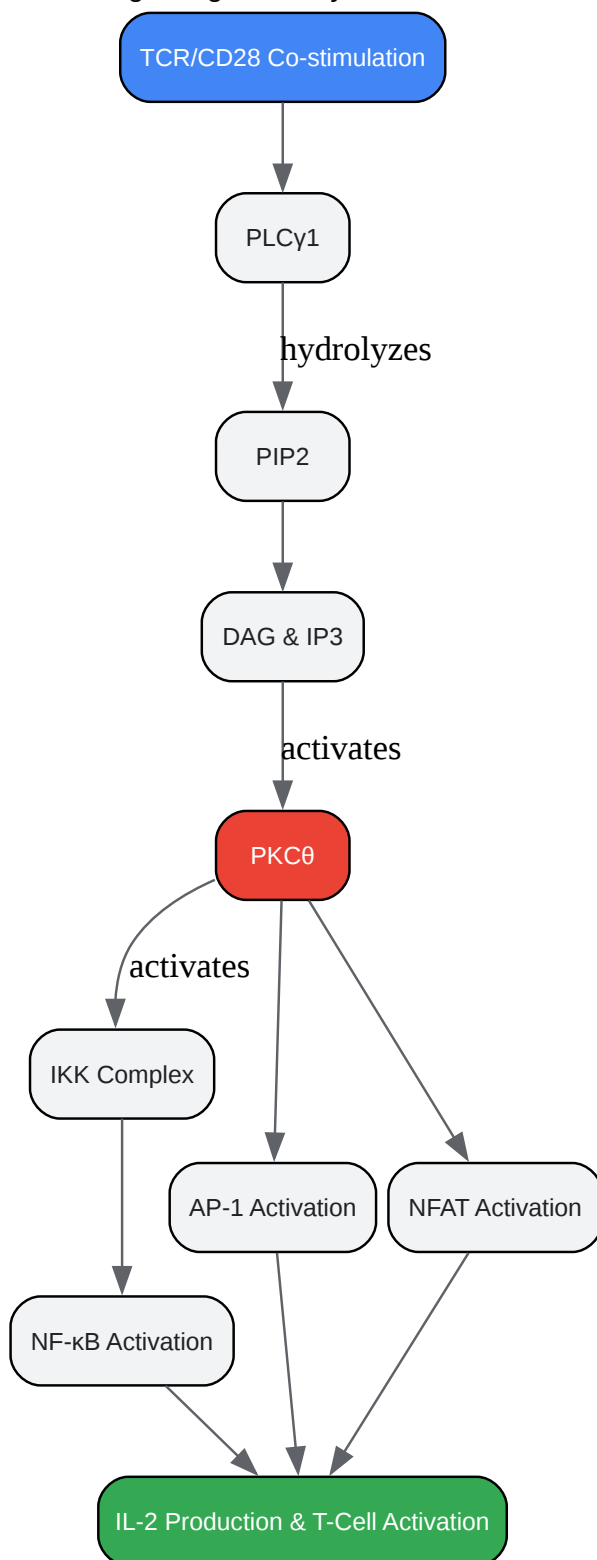 TCR/CD28 Co-stimulation
PLCγ1
hydrolyzes
PIP2
DAG & IP3
activates
PKCθ
activates
IKK Complex
AP-1 Activation
NFAT Activation
NF-κB Activation
IL-2 Production & T-Cell Activation